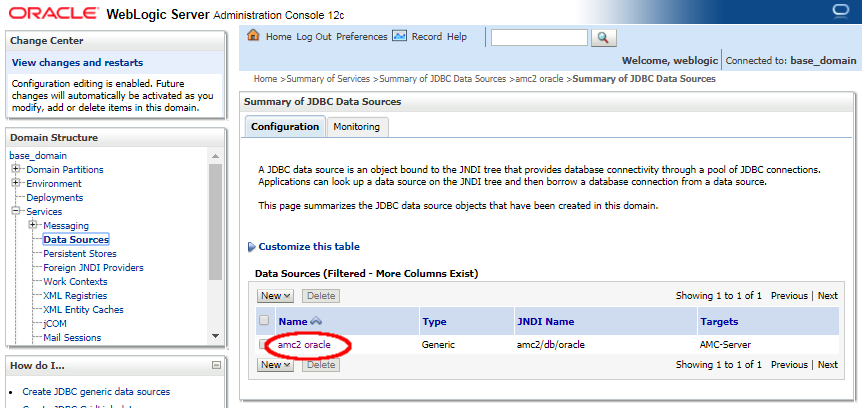 ORACLE WebLogic Server Administration Console 12c
Change Center
View changes and restarts
Configuration editing is enabled. Future
changes will automatically be activated as you
modify, add or delete items in this domain.
Domain Structure
base_domain
Domain Partitions
Environment
Deployments
Services
Messaging
Data Sources
Persistent Stores
Foreign JNDI Providers
Work Contexts
XML Registries
XML Entity Caches
jCOM
Mail Sessions
How do I...
Create JDBC generic data sources
Home Log Out Preferences Record Help
Welcome, weblogic Connected to: base_domain
Home >Summary of Services >Summary of JDBC Data Sources >amc2 oracle >Summary of JDBC Data Sources
Summary of JDBC Data Sources
Configuration Monitoring
A JDBC data source is an object bound to the JNDI tree that provides database connectivity through a pool of JDBC connections.
Applications can look up a data source on the JNDI tree and then borrow a database connection from a data source.
This page summarizes the JDBC data source objects that have been created in this domain.
Customize this table
Data Sources (Filtered - More Columns Exist)
New Delete Showing 1 to 1 of 1 Previous | Next
Name Type JNDI Name Targets
amc2 oracle Generic amc2/db/oracle AMC-Server
New Delete Showing 1 to 1 of 1 Previous | Next